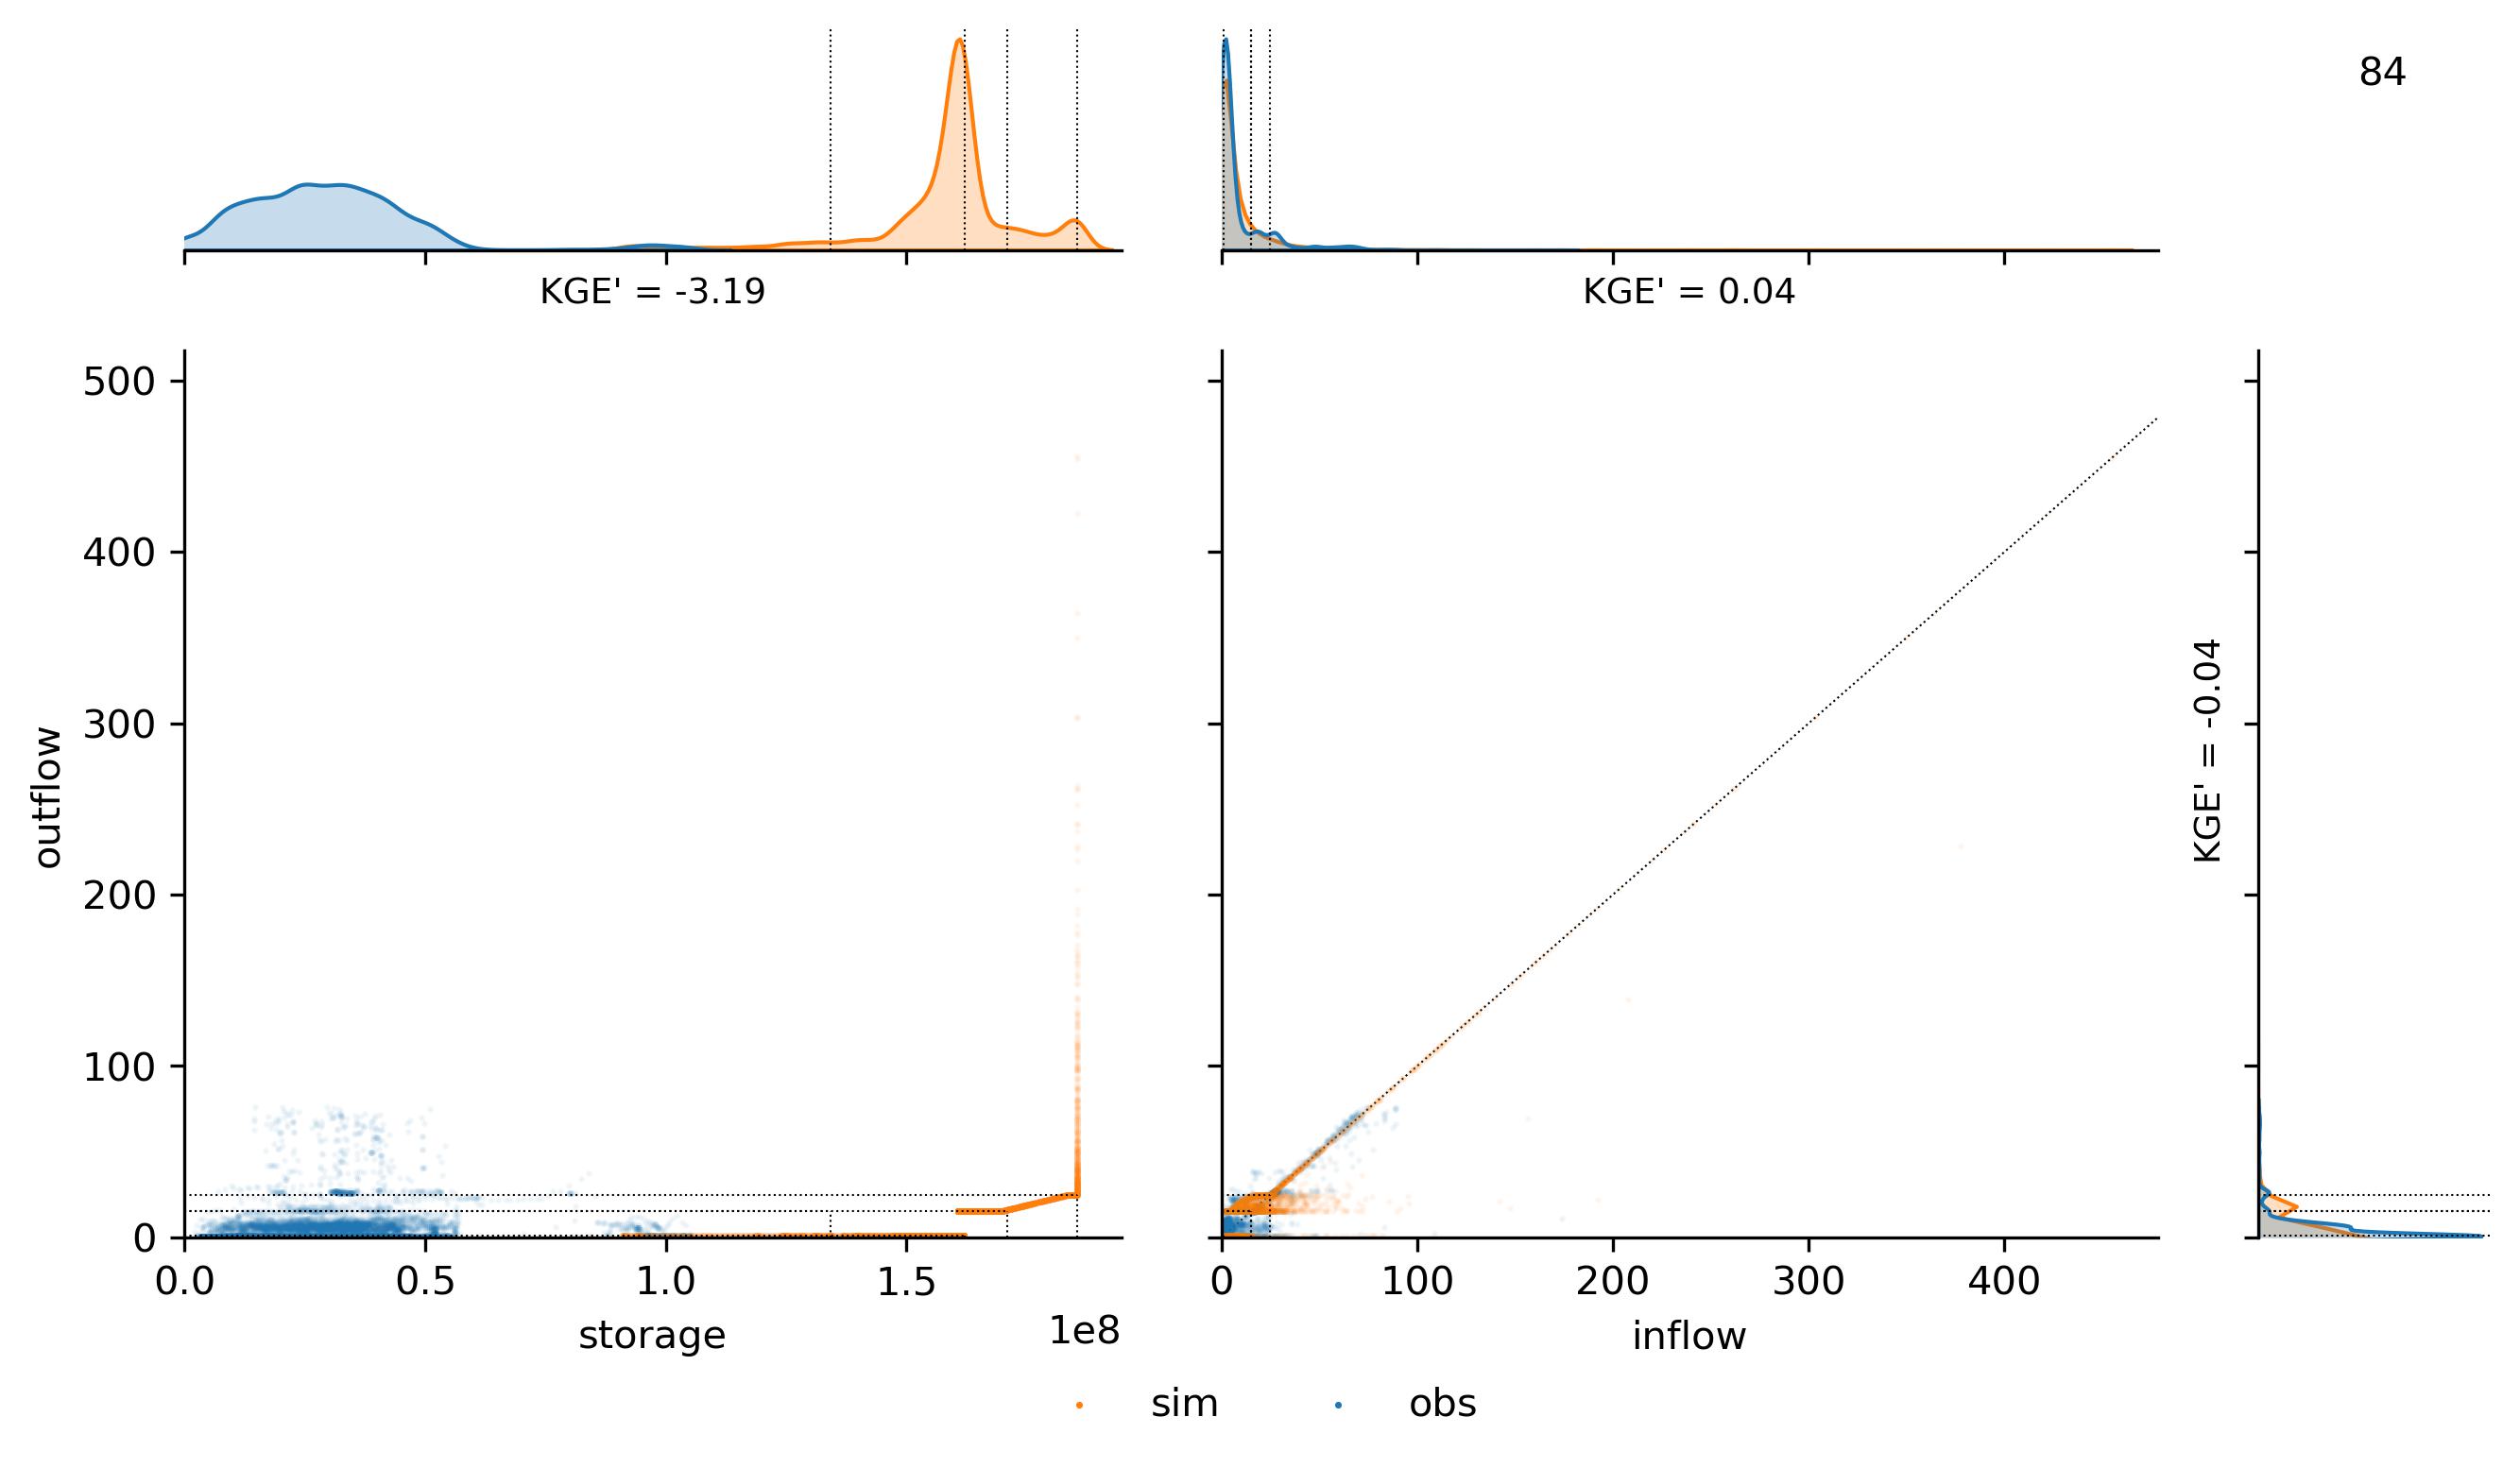 84
KGE' = -3.19
KGE' = 0.04
500
400
300
200
100
0
outflow
KGE' = -0.04
0.0 0.5 1.0 1.5
1e8
storage
0 100 200 300 400
inflow
sim obs